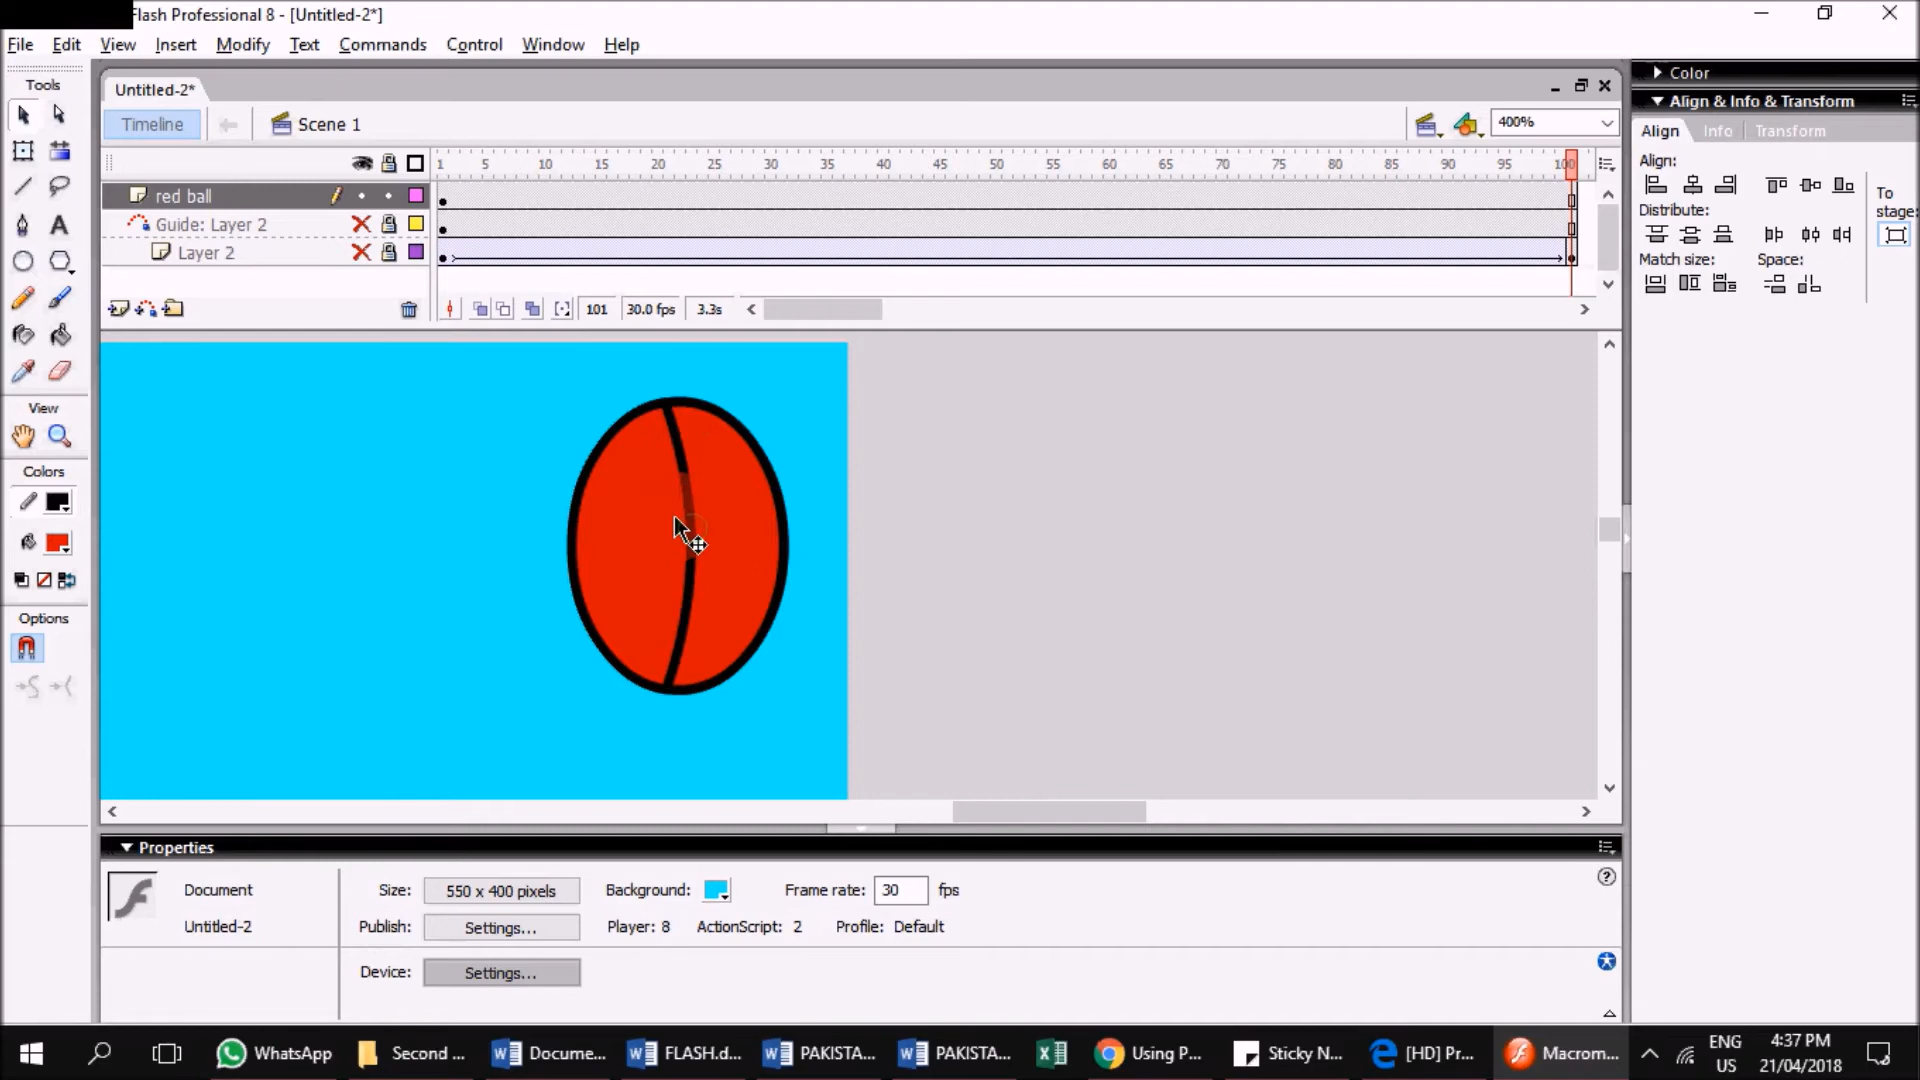 Flash Professional 8 - [Untitled-2*]
File Edit View Insert Modify Text Commands Control Window Help
Tools
View
Colors
Options
Untitled-2*
Timeline Scene 1 400%
1 5 10 15 20 25 30 35 40 45 50 55 60 65 70 75 80 85 90 95 100
red ball
Guide: Layer 2
Layer 2
101 30.0 fps 3.3s
Color
Align & Info & Transform
Align Info Transform
Align:
To
stage:
Distribute:
Match size: Space:
Properties
Document Size: 550 x 400 pixels Background: Frame rate: 30 fps
Untitled-2 Publish: Settings... Player: 8 ActionScript: 2 Profile: Default
Device: Settings...
WhatsApp Second ... Docume... FLASH.d... PAKISTA... PAKISTA... Using P... Sticky N... [HD] Pr... Macrom...
ENG
US
4:37 PM
21/04/2018